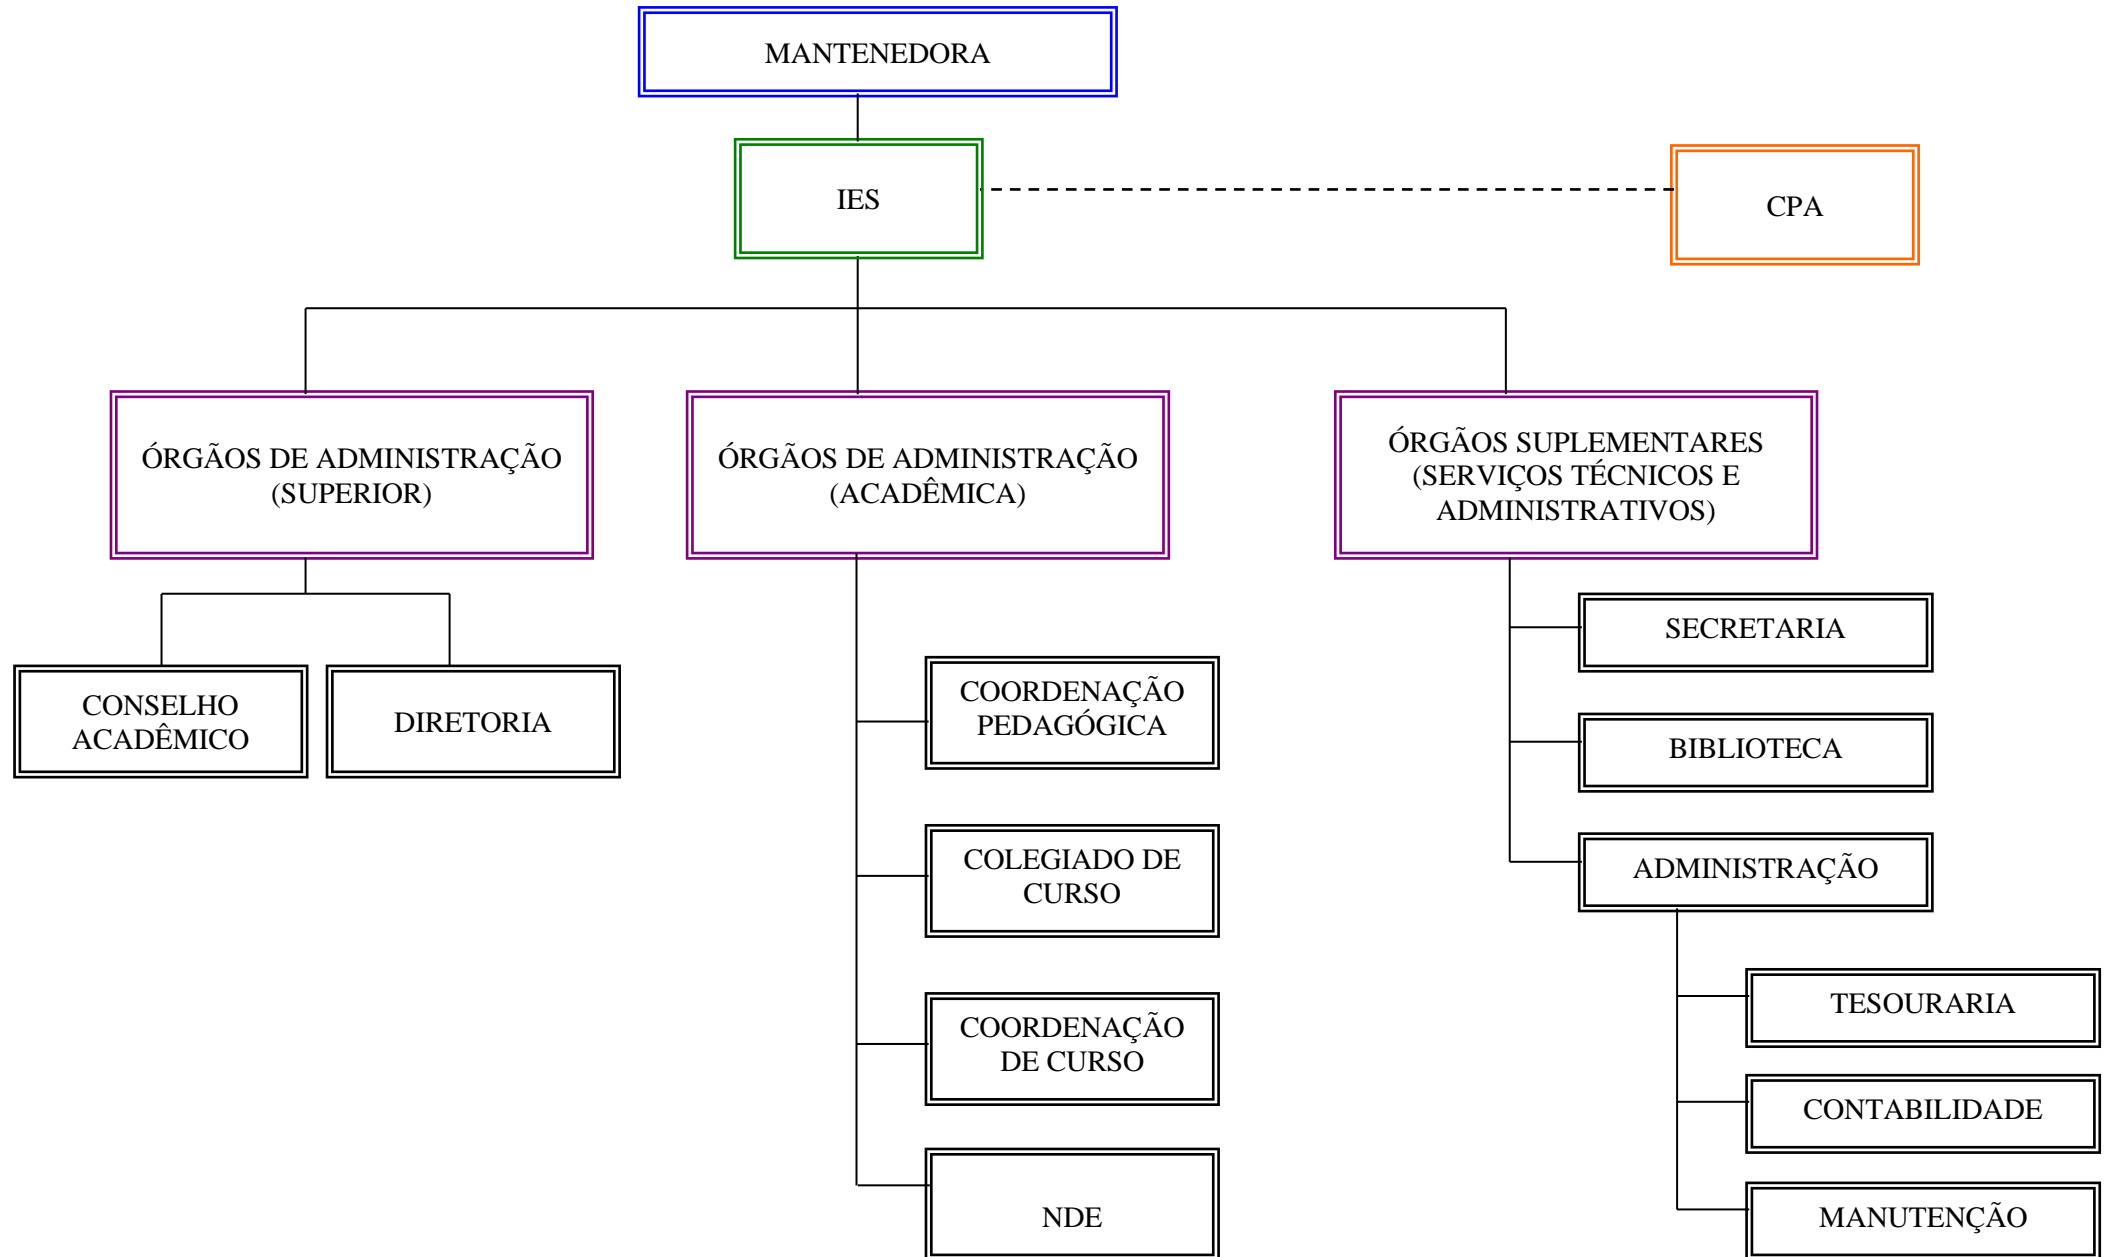 MANTENEDORA
IES
CPA
ÓRGÃOS DE ADMINISTRAÇÃO
(SUPERIOR)
ÓRGÃOS DE ADMINISTRAÇÃO
(ACADÊMICA)
ÓRGÃOS SUPLEMENTARES
(SERVIÇOS TÉCNICOS E
ADMINISTRATIVOS)
CONSELHO
ACADÊMICO
DIRETORIA
COORDENAÇÃO
PEDAGÓGICA
COLEGIADO DE
CURSO
COORDENAÇÃO
DE CURSO
NDE
SECRETARIA
BIBLIOTECA
ADMINISTRAÇÃO
TESOURARIA
CONTABILIDADE
MANUTENÇÃO